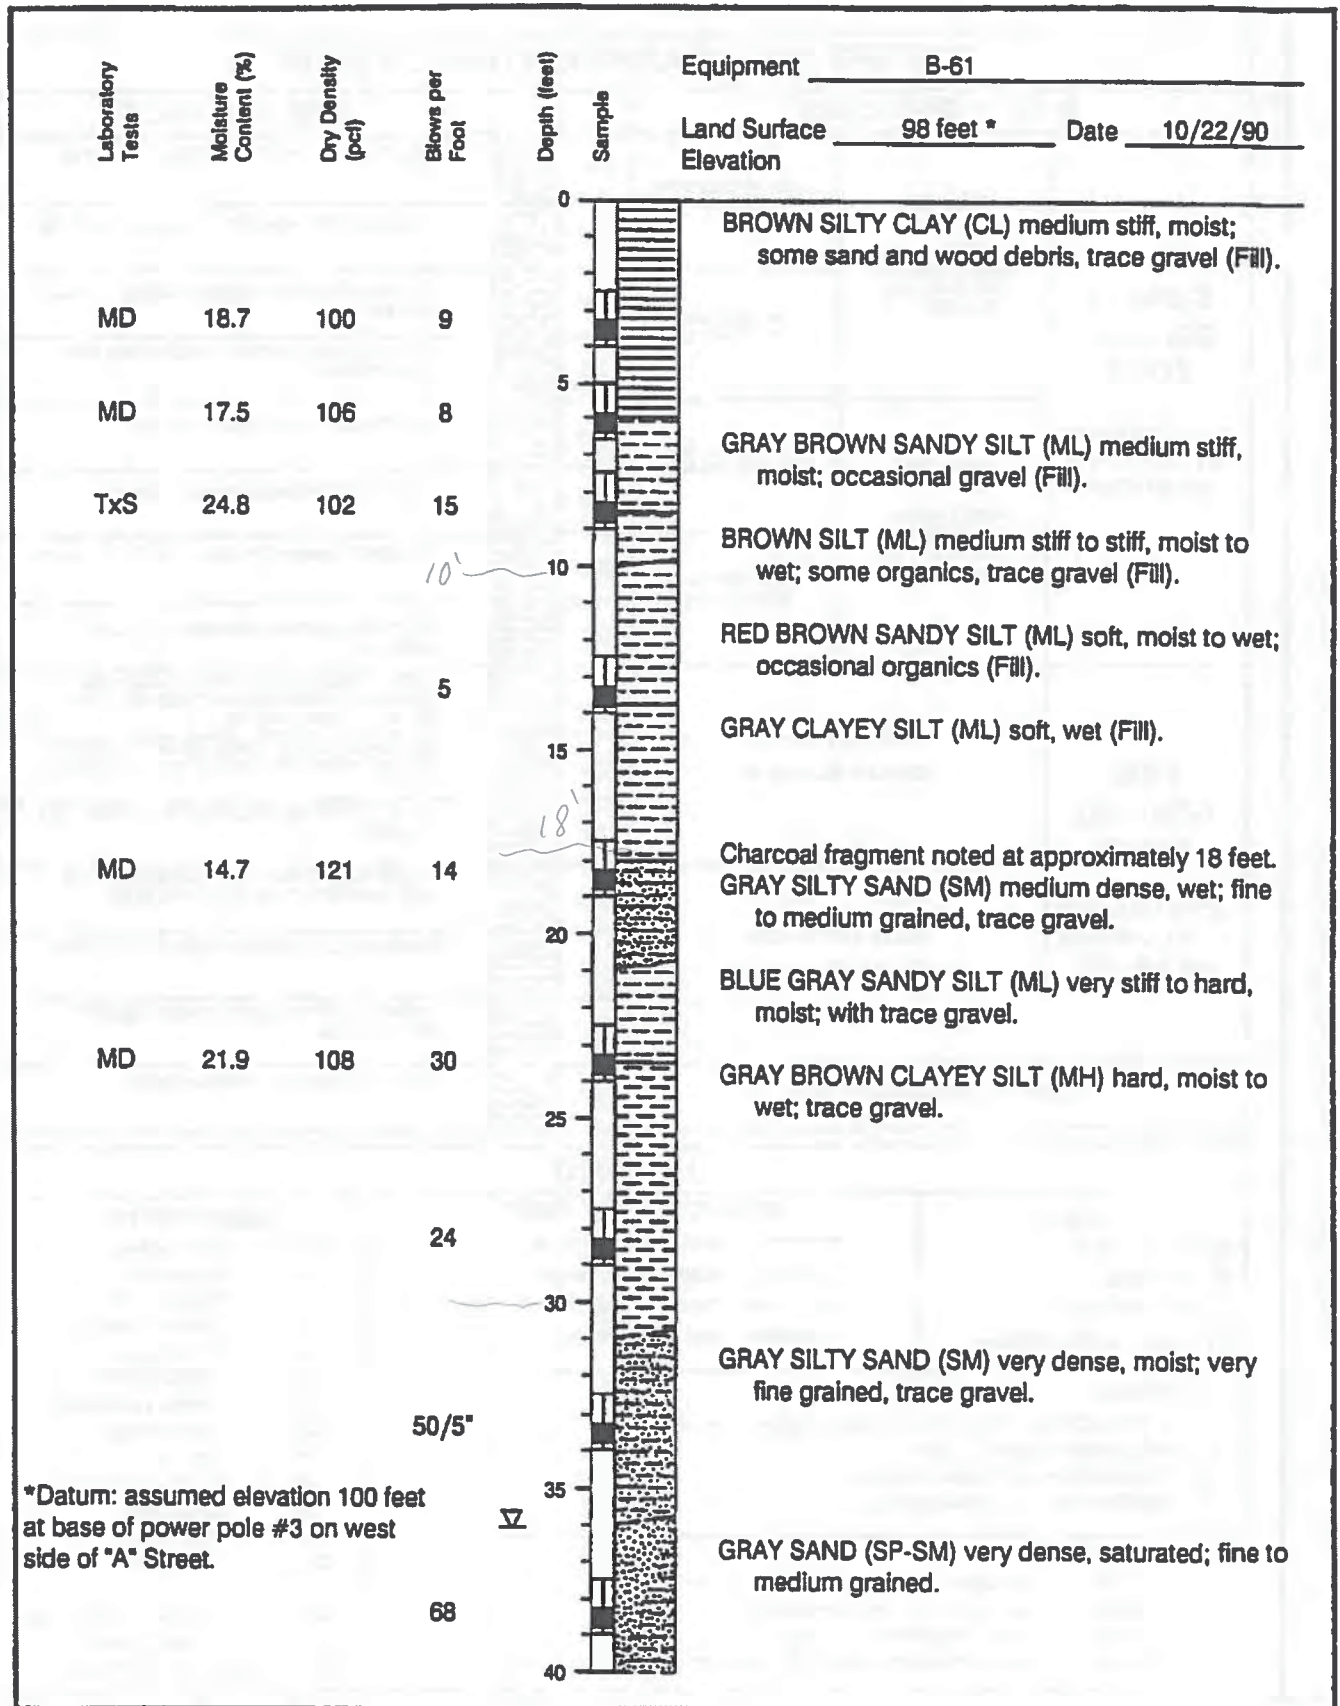 Laboratory Tests
Moisture Content (%)
Dry Density (pcf)
Blows per Foot
Depth (feet)
Sample
Equipment B-61
Land Surface 98 feet * Date 10/22/90
Elevation
0
BROWN SILTY CLAY (CL) medium stiff, moist;
some sand and wood debris, trace gravel (Fill).
MD 18.7 100 9
5
MD 17.5 106 8
GRAY BROWN SANDY SILT (ML) medium stiff,
moist; occasional gravel (Fill).
TxS 24.8 102 15
BROWN SILT (ML) medium stiff to stiff, moist to
wet; some organics, trace gravel (Fill).
10' 10
RED BROWN SANDY SILT (ML) soft, moist to wet;
occasional organics (Fill).
5
GRAY CLAYEY SILT (ML) soft, wet (Fill).
15
18'
Charcoal fragment noted at approximately 18 feet.
MD 14.7 121 14
GRAY SILTY SAND (SM) medium dense, wet; fine
to medium grained, trace gravel.
20
BLUE GRAY SANDY SILT (ML) very stiff to hard,
moist; with trace gravel.
MD 21.9 108 30
GRAY BROWN CLAYEY SILT (MH) hard, moist to
wet; trace gravel.
25
24
30
GRAY SILTY SAND (SM) very dense, moist; very
fine grained, trace gravel.
50/5"
35
*Datum: assumed elevation 100 feet
at base of power pole #3 on west
side of "A" Street.
GRAY SAND (SP-SM) very dense, saturated; fine to
medium grained.
68
40